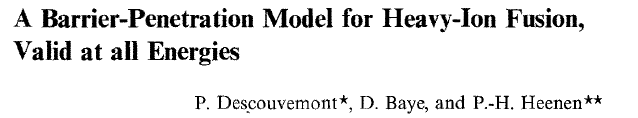 A Barrier-Penetration Model for Heavy-Ion Fusion,
Valid at all Energies
P. Descouvemont★, D. Baye, and P.-H. Heenen★★